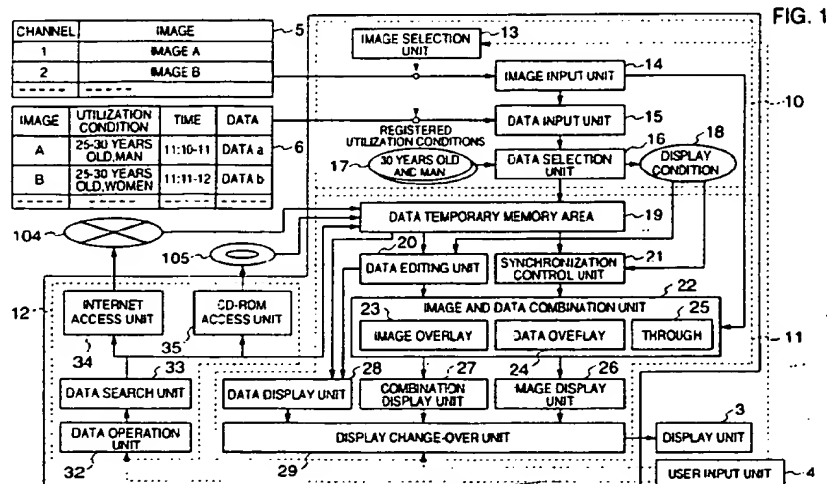 FIG. 1
CHANNEL IMAGE
1 IMAGE A
2 IMAGE B
5
IMAGE UTILIZATION CONDITION TIME DATA
A 25-30 YEARS OLD,MAN 11:10-11 DATA a
B 25-30 YEARS OLD,WOMEN 11:11-12 DATA b
6
IMAGE SELECTION UNIT
13
IMAGE INPUT UNIT
14
DATA INPUT UNIT
15
10
REGISTERED UTILIZATION CONDITIONS
17
30 YEARS OLD AND MAN
DATA SELECTION UNIT
16
DISPLAY CONDITION
18
DATA TEMPORARY MEMORY AREA
19
104
105
20
DATA EDITING UNIT
SYNCHRONIZATION CONTROL UNIT
21
22
IMAGE AND DATA COMBINATION UNIT
23
IMAGE OVERLAY
DATA OVERLAY
24
THROUGH
25
11
12
INTERNET ACCESS UNIT
34
CD-ROM ACCESS UNIT
35
DATA SEARCH UNIT
33
DATA OPERATION UNIT
32
DATA DISPLAY UNIT
28
COMBINATION DISPLAY UNIT
27
IMAGE DISPLAY UNIT
26
DISPLAY CHANGE-OVER UNIT
29
DISPLAY UNIT
3
USER INPUT UNIT
4